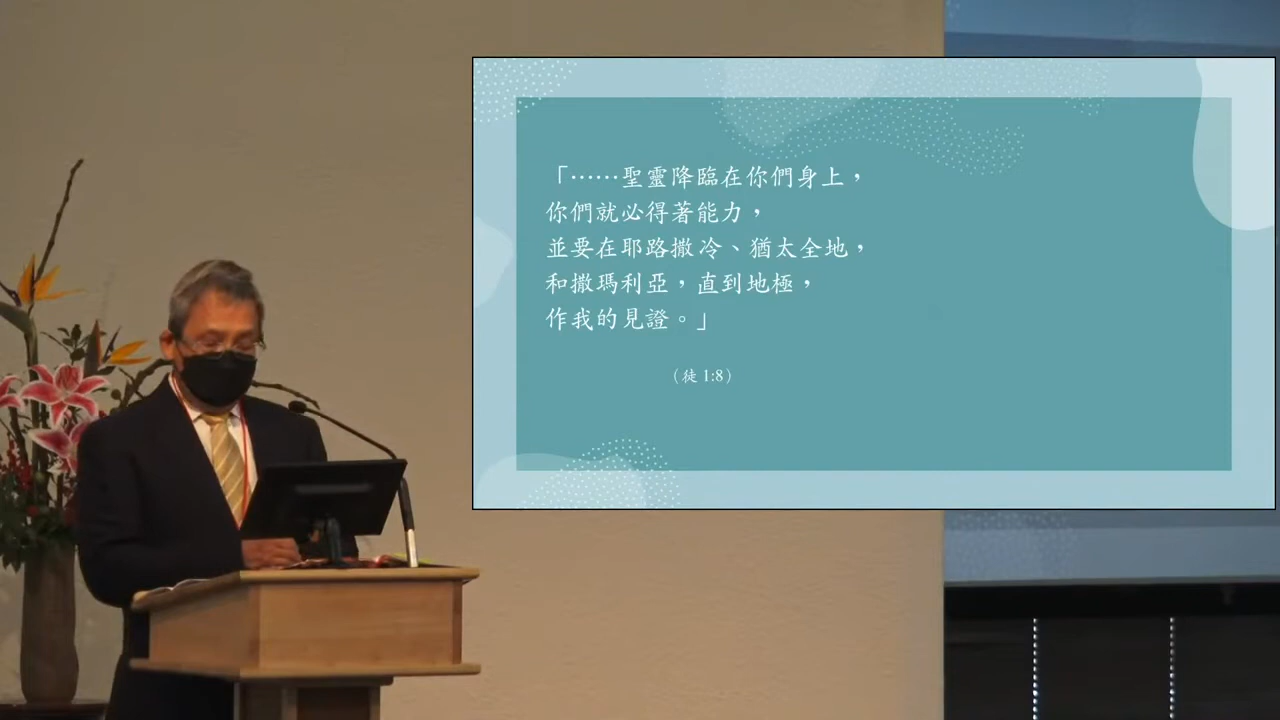 「⋯⋯聖靈降臨在你們身上，
你們就必得著能力，
並要在耶路撒冷、猶太全地，
和撒瑪利亞，直到地極，
作我的見證。」
（徒 1:8）